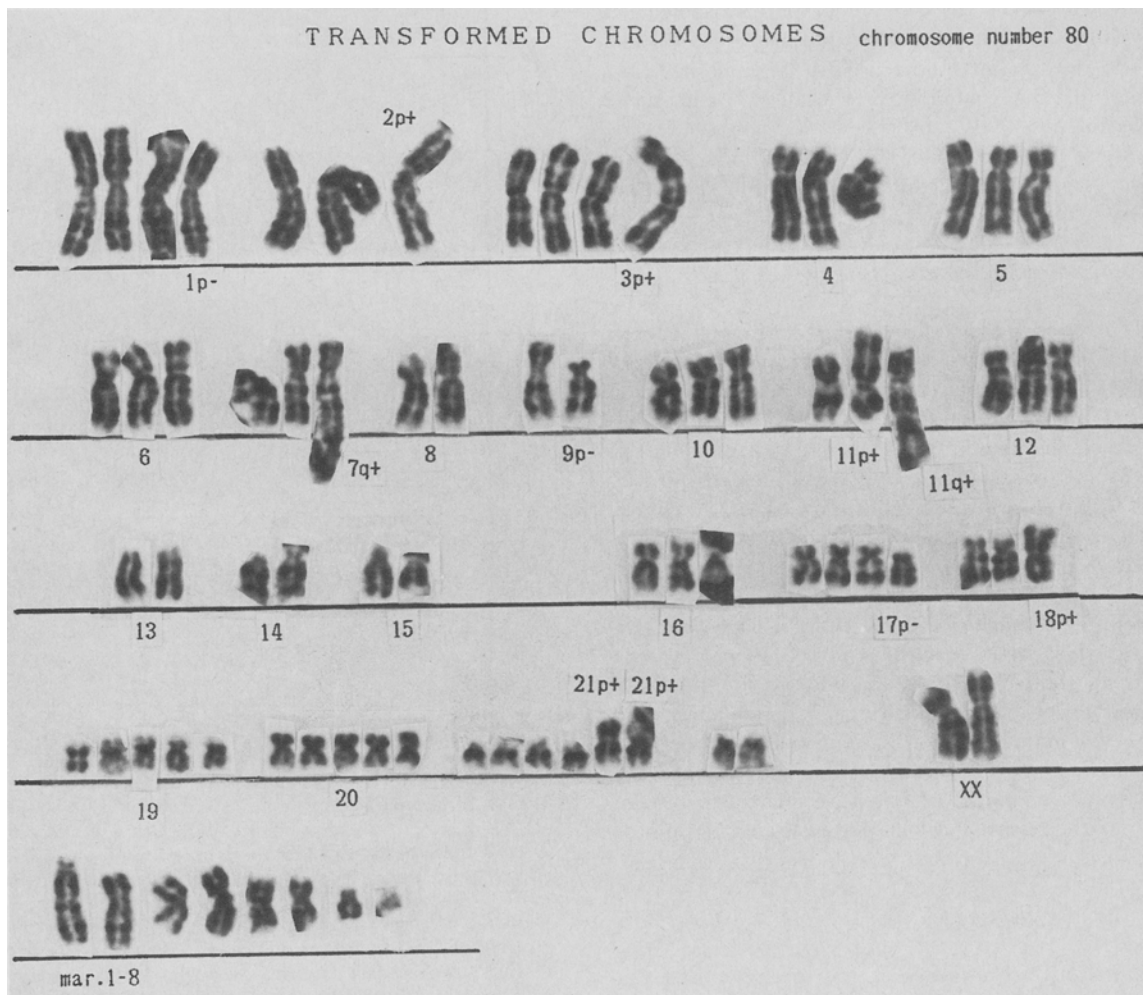 TRANSFORMED CHROMOSOMES chromosome number 80
2p+
1p- 3p+ 4 5
6 7q+ 8 9p- 10 11p+ 11q+ 12
13 14 15 16 17p- 18p+
21p+ 21p+
19 20 XX
mar.1-8